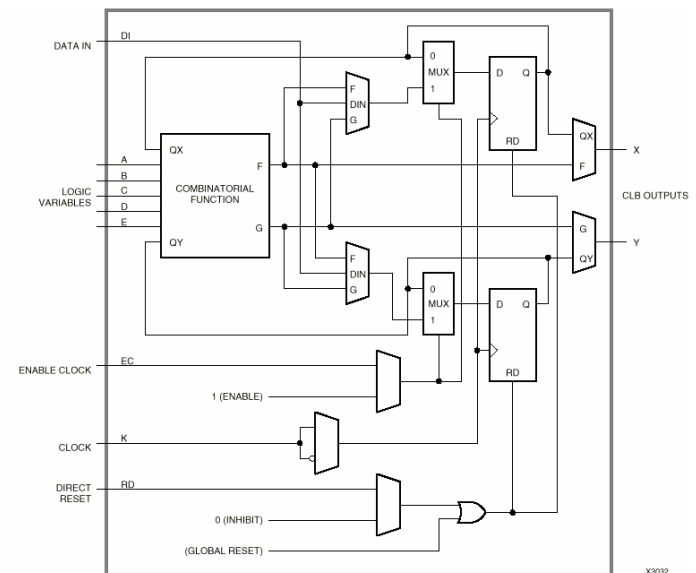 DATA IN
DI
0
MUX
1
D Q
RD
F
DIN
G
QX
F
X
QX
F
COMBINATORIAL
FUNCTION
G
QY
A
B
C
D
E
LOGIC
VARIABLES
CLB OUTPUTS
G
QY
Y
F
DIN
G
0
MUX
1
D Q
RD
ENABLE CLOCK
EC
1 (ENABLE)
CLOCK
K
DIRECT
RESET
RD
0 (INHIBIT)
(GLOBAL RESET)
X3032